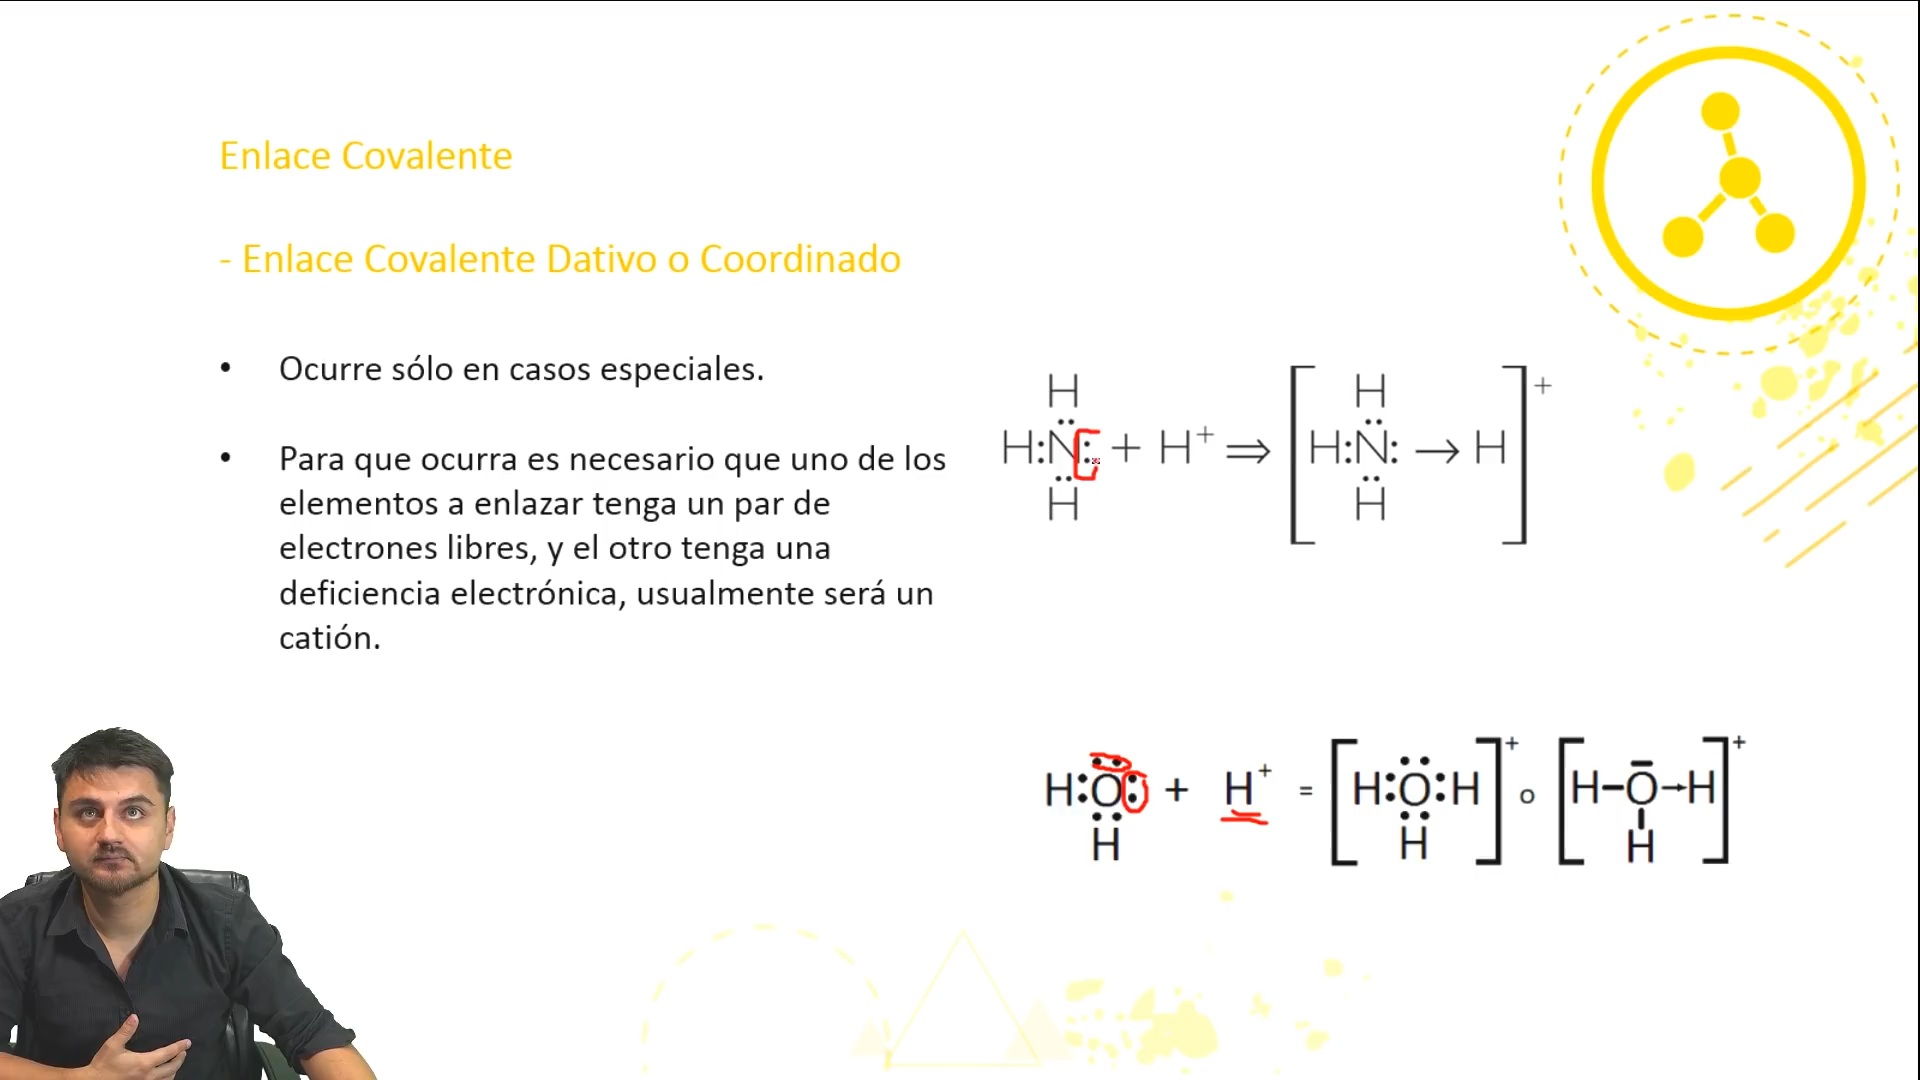 Enlace Covalente
- Enlace Covalente Dativo o Coordinado
• Ocurre sólo en casos especiales.
• Para que ocurra es necesario que uno de los
elementos a enlazar tenga un par de
electrones libres, y el otro tenga una
deficiencia electrónica, usualmente será un
catión.
H H +
H:N: + H⁺ ⇒ [ H:N: → H ]
H H
H:O: + H⁺ = [ H:O:H ]⁺ o [ H–O→H ]⁺
H H H